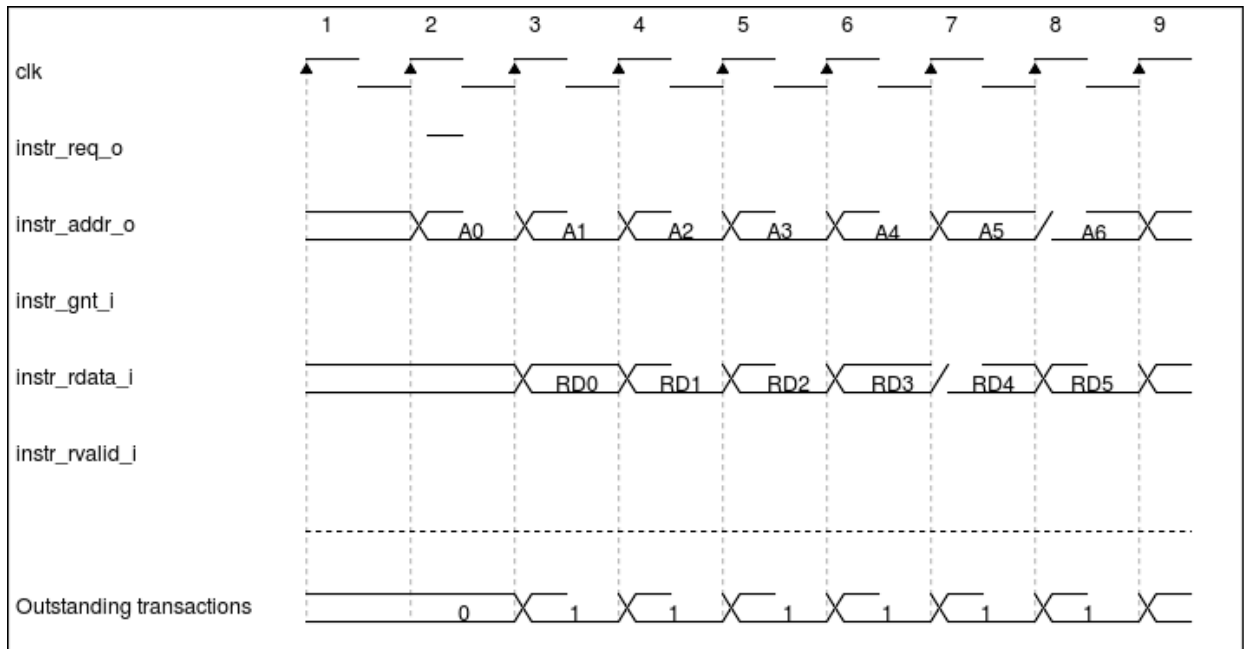 1 2 3 4 5 6 7 8 9
clk
instr_req_o
instr_addr_o A0 A1 A2 A3 A4 A5 A6
instr_gnt_i
instr_rdata_i RD0 RD1 RD2 RD3 RD4 RD5
instr_rvalid_i
Outstanding transactions 0 1 1 1 1 1 1